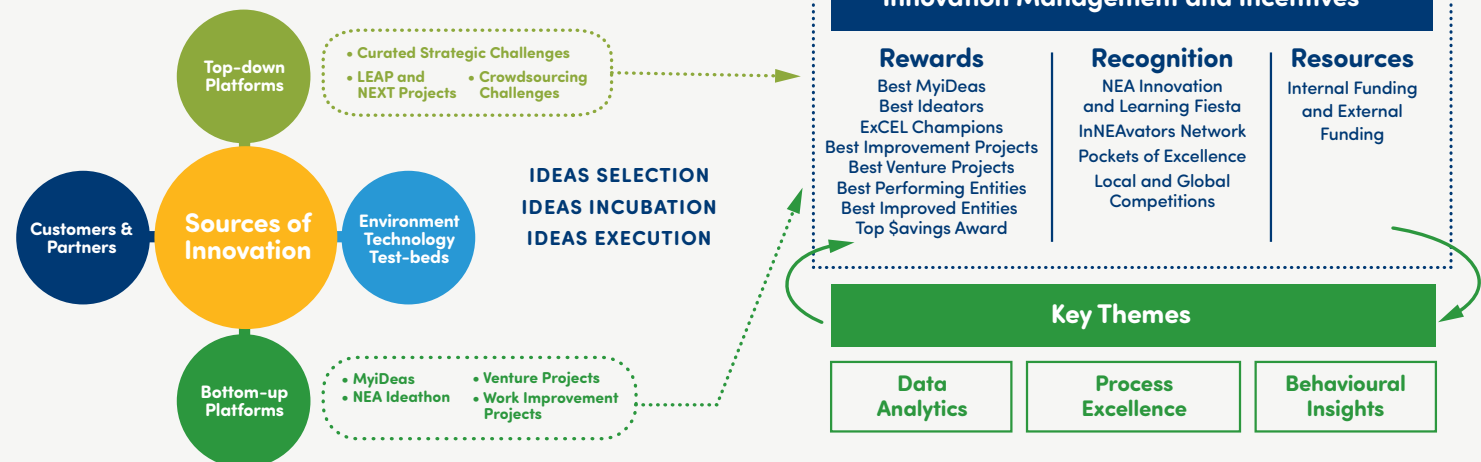 Top-down
Platforms
• Curated Strategic Challenges
• LEAP and
NEXT Projects
• Crowdsourcing
Challenges
Customers &
Partners
Sources of
Innovation
Environment
Technology
Test-beds
Bottom-up
Platforms
• MyiDeas
• NEA Ideathon
• Venture Projects
• Work Improvement
Projects
IDEAS SELECTION
IDEAS INCUBATION
IDEAS EXECUTION
Innovation Management and Incentives
Rewards
Best MyiDeas
Best Ideators
ExCEL Champions
Best Improvement Projects
Best Venture Projects
Best Performing Entities
Best Improved Entities
Top $avings Award
Recognition
NEA Innovation
and Learning Fiesta
InNEAvators Network
Pockets of Excellence
Local and Global
Competitions
Resources
Internal Funding
and External
Funding
Key Themes
Data
Analytics
Process
Excellence
Behavioural
Insights